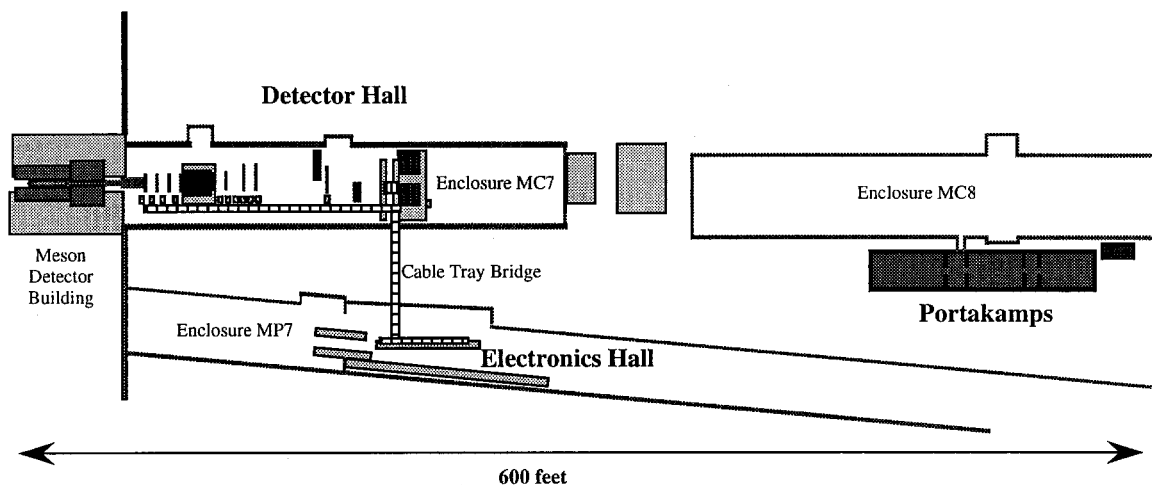 Detector Hall
Enclosure MC7
Enclosure MC8
Meson
Detector
Building
Cable Tray Bridge
Portakamps
Enclosure MP7
Electronics Hall
600 feet